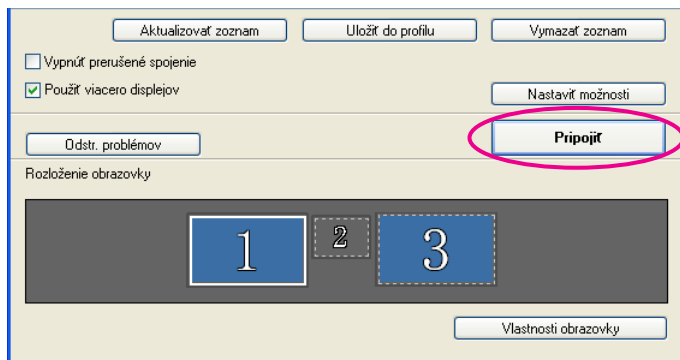 Aktualizovať zoznam Uložiť do profilu Vymazať zoznam
Vypnúť prerušené spojenie
Použiť viacero displejov Nastaviť možnosti
Odstr. problémov Pripojiť
Rozloženie obrazovky
1 2 3
Vlastnosti obrazovky